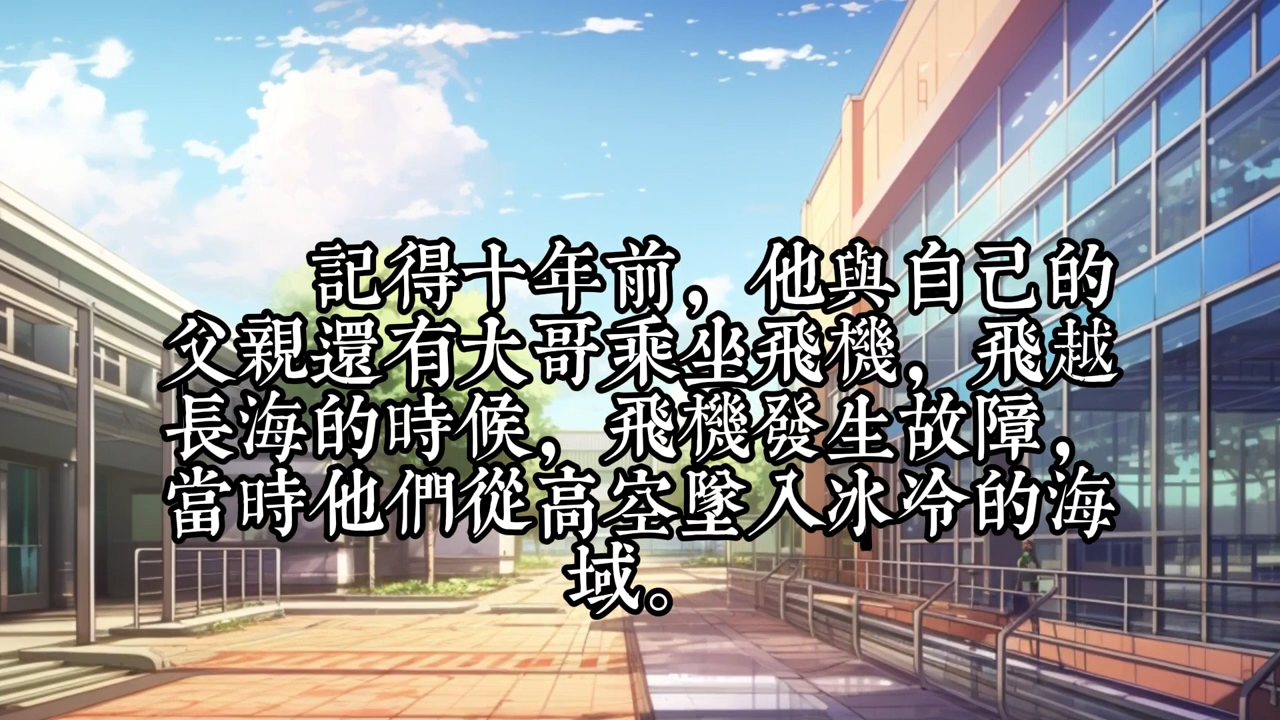 記得十年前，他與自己的
父親還有大哥乘坐飛機，飛越
長海的時候，飛機發生故障，
當時他們從高空墜入冰冷的海
域。